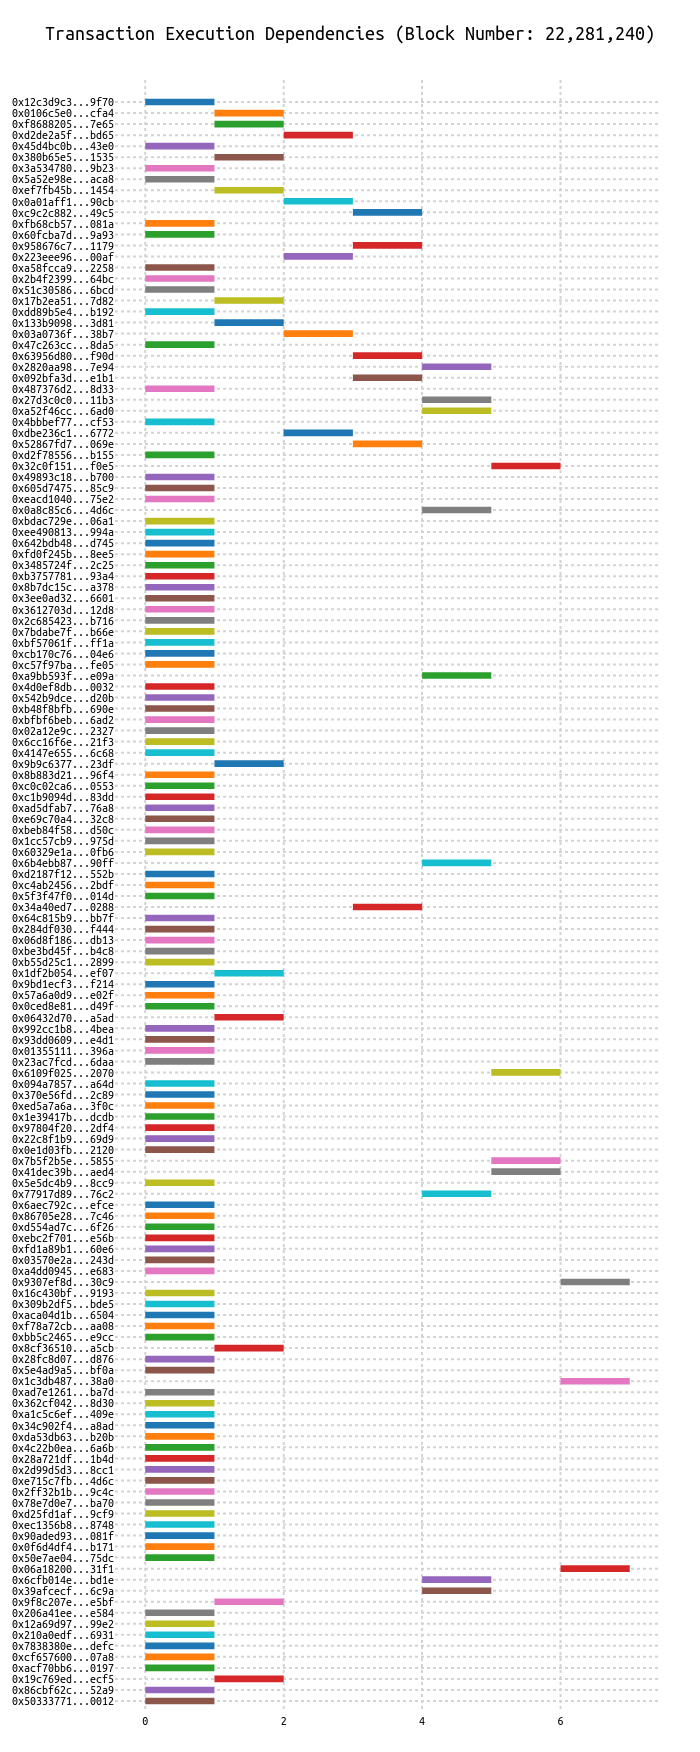 Transaction Execution Dependencies (Block Number: 22,281,240)
0x12c3d9c3...9f70
0x0106c5e0...cfa4
0xf8688205...7e65
0xd2de2a5f...bd65
0x45d4bc0b...43e0
0x380b65e5...1535
0x3a534780...9b23
0x5a52e98e...aca8
0xef7fb45b...1454
0x0a01aff1...90cb
0xc9c2c882...49c5
0xfb68cb57...081a
0x60fcba7d...9a93
0x958676c7...1179
0x223eee96...00af
0xa58fcca9...2258
0x2b4f2399...64bc
0x51c30586...6bcd
0x17b2ea51...7d82
0xdd89b5e4...b192
0x133b9098...3d81
0x03a0736f...38b7
0x47c263cc...8da5
0x63956d80...f90d
0x2820aa98...7e94
0x092bfa3d...e1b1
0x487376d2...8d33
0x27d3c0c0...11b3
0xa52f46cc...6ad0
0x4bbbef77...cf53
0xdbe236c1...6772
0x52867fd7...069e
0xd2f78556...b155
0x32c0f151...f0e5
0x49893c18...b700
0x605d7475...85c9
0xeacd1040...75e2
0x0a8c85c6...4d6c
0xbdac729e...06a1
0xee490813...994a
0x642bdb48...d745
0xfd0f245b...8ee5
0x3485724f...2c25
0xb3757781...93a4
0x8b7dc15c...a378
0x3ee0ad32...6601
0x3612703d...12d8
0x2c685423...b716
0x7bdabe7f...b66e
0xbf57061f...ff1a
0xcb170c76...04e6
0xc57f97ba...fe05
0xa9bb593f...e09a
0x4d0ef8db...0032
0x542b9dce...d20b
0xb48f8bfb...690e
0xbfbf6beb...6ad2
0x02a12e9c...2327
0x6cc16f6e...21f3
0x4147e655...6c68
0x9b9c6377...23df
0x8b883d21...96f4
0xc0c02ca6...0553
0xc1b9094d...83dd
0xad5dfab7...76a8
0xe69c70a4...32c8
0xbeb84f58...d50c
0x1cc57cb9...975d
0x60329e1a...0fb6
0x6b4ebb87...90ff
0xd2187f12...552b
0xc4ab2456...2bdf
0x5f3f47f0...014d
0x34a40ed7...0288
0x64c815b9...bb7f
0x284df030...f444
0x06d8f186...db13
0xbe3bd45f...b4c8
0xb55d25c1...2899
0x1df2b054...ef07
0x9bd1ecf3...f214
0x57a6a0d9...e02f
0x0ced8e81...d49f
0x06432d70...a5ad
0x992cc1b8...4bea
0x93dd0609...e4d1
0x01355111...396a
0x23ac7fcd...6daa
0x6109f025...2070
0x094a7857...a64d
0x370e56fd...2c89
0xed5a7a6a...3f0c
0x1e39417b...dcdb
0x97804f20...2df4
0x22c8f1b9...69d9
0x0e1d03fb...2120
0x7b5f2b5e...5855
0x41dec39b...aed4
0x5e5dc4b9...8cc9
0x77917d89...76c2
0x6aec792c...efce
0x86705e28...7c46
0xd554ad7c...6f26
0xebc2f701...e56b
0xfd1a89b1...60e6
0x03570e2a...243d
0xa4dd0945...e683
0x9307ef8d...30c9
0x16c430bf...9193
0x309b2df5...bde5
0xaca04d1b...6504
0xf78a72cb...aa08
0xbb5c2465...e9cc
0x8cf36510...a5cb
0x28fc8d07...d876
0x5e4ad9a5...bf0a
0x1c3db487...38a0
0xad7e1261...ba7d
0x362cf042...8d30
0xa1c5c6ef...409e
0x34c902f4...a8ad
0xda53db63...b20b
0x4c22b0ea...6a6b
0x28a721df...1b4d
0x2d99d5d3...8cc1
0xe715c7fb...4d6c
0x2ff32b1b...9c4c
0x78e7d0e7...ba70
0xd25fd1af...9cf9
0xec1356b8...8748
0x90aded93...081f
0x0f6d4df4...b171
0x50e7ae04...75dc
0x06a18200...31f1
0x6cfb014e...bd1e
0x39afcecf...6c9a
0x9f8c207e...e5bf
0x206a41ee...e584
0x12a69d97...99e2
0x210a0edf...6931
0x7838380e...defc
0xcf657600...07a8
0xacf70bb6...0197
0x19c769ed...ecf5
0x86cbf62c...52a9
0x50333771...0012
0 2 4 6